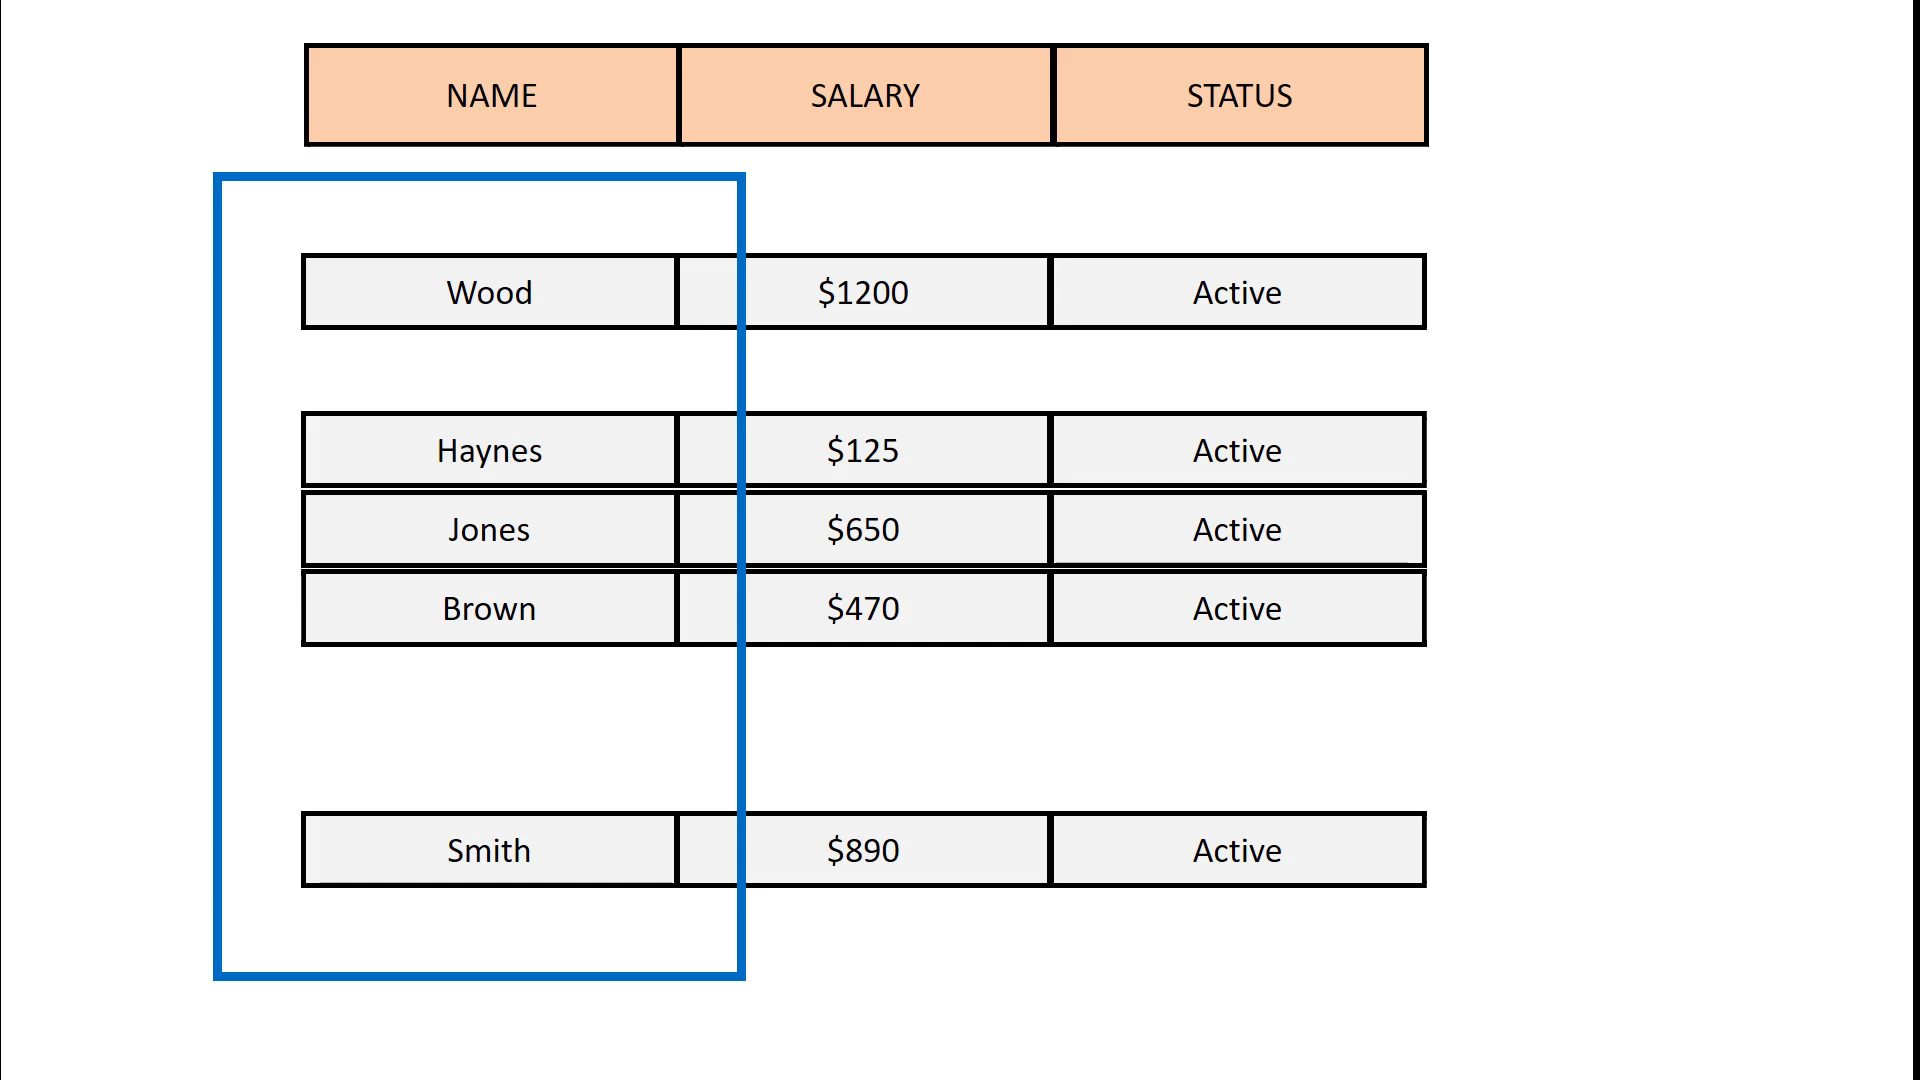 NAME SALARY STATUS
Wood $1200 Active
Haynes $125 Active
Jones $650 Active
Brown $470 Active
Smith $890 Active